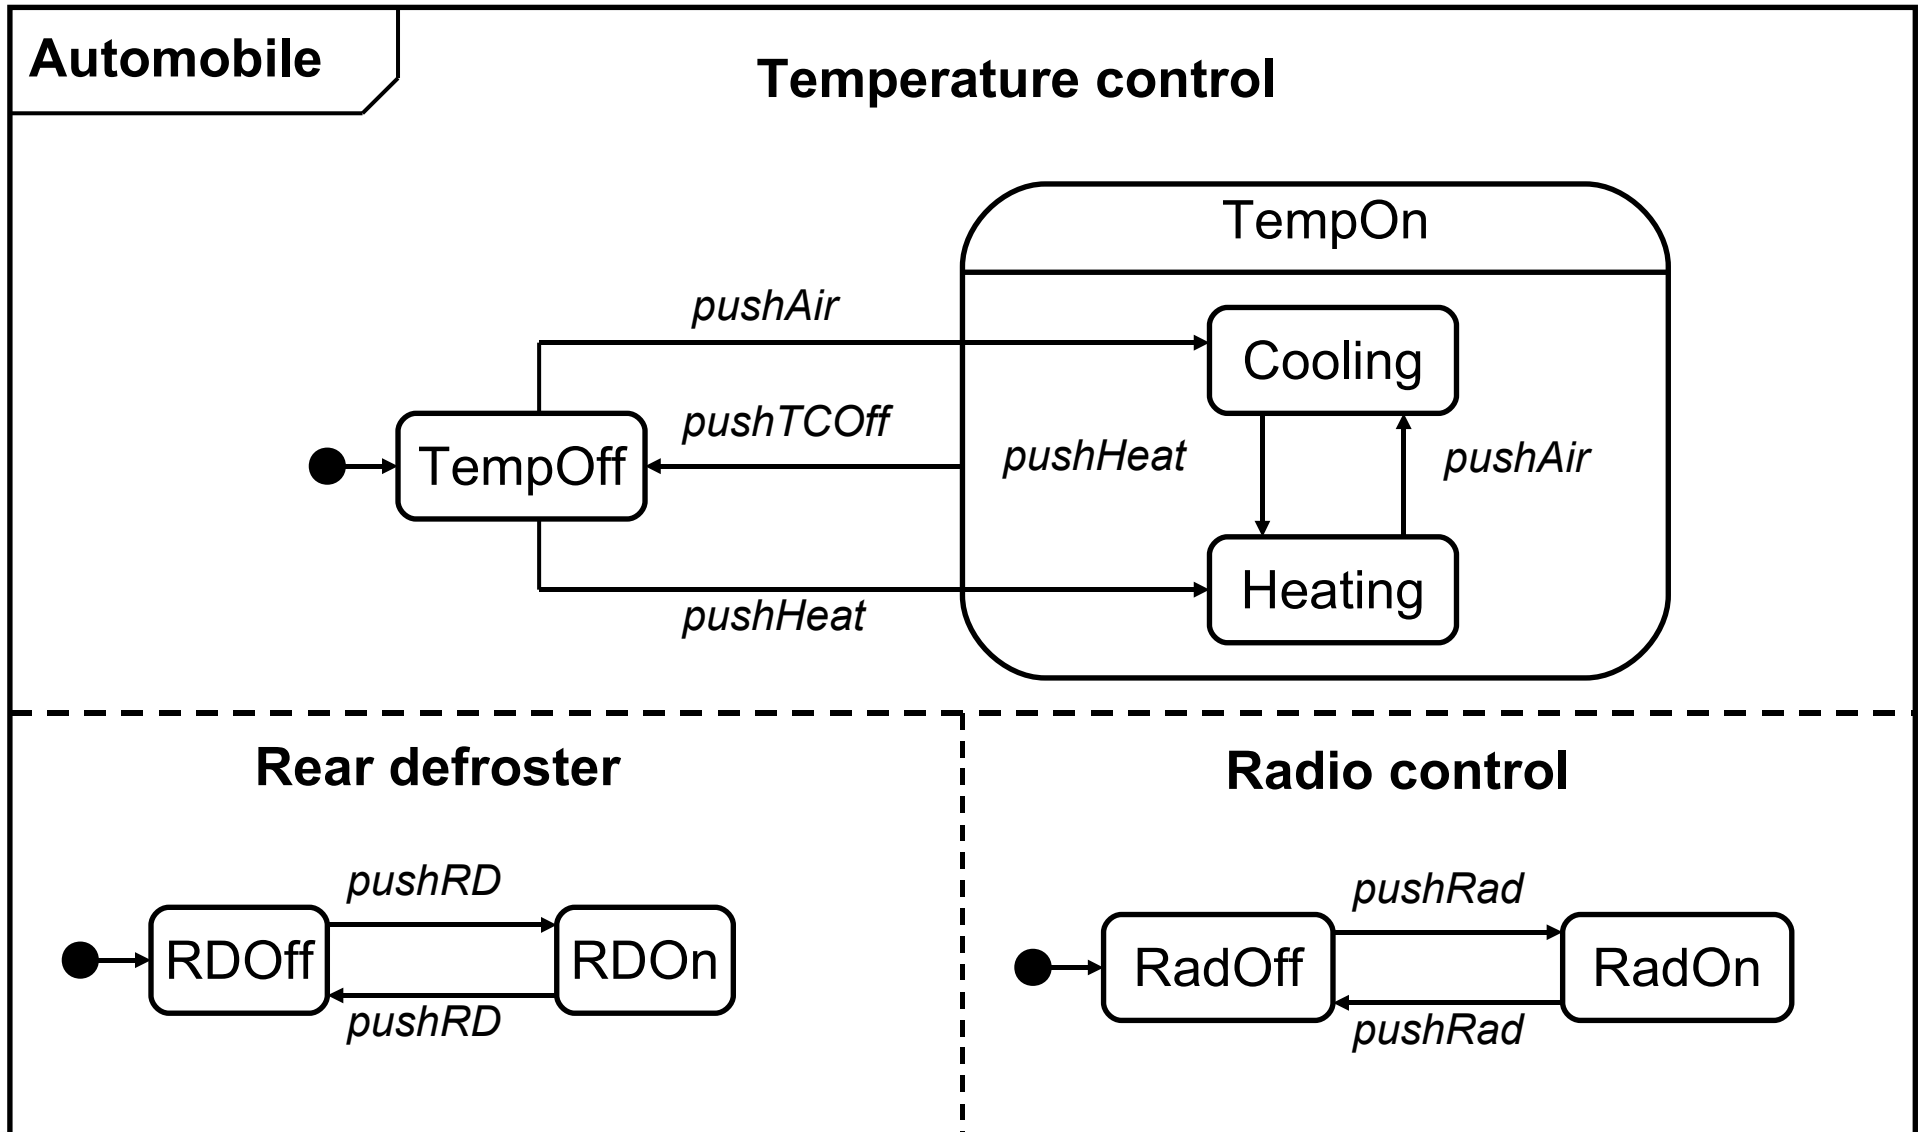 Automobile
Temperature control
TempOn
pushAir
Cooling
pushTCOff
TempOff
pushHeat
pushAir
Heating
pushHeat
Rear defroster
Radio control
pushRD
RDOff
RDOn
pushRD
pushRad
RadOff
RadOn
pushRad